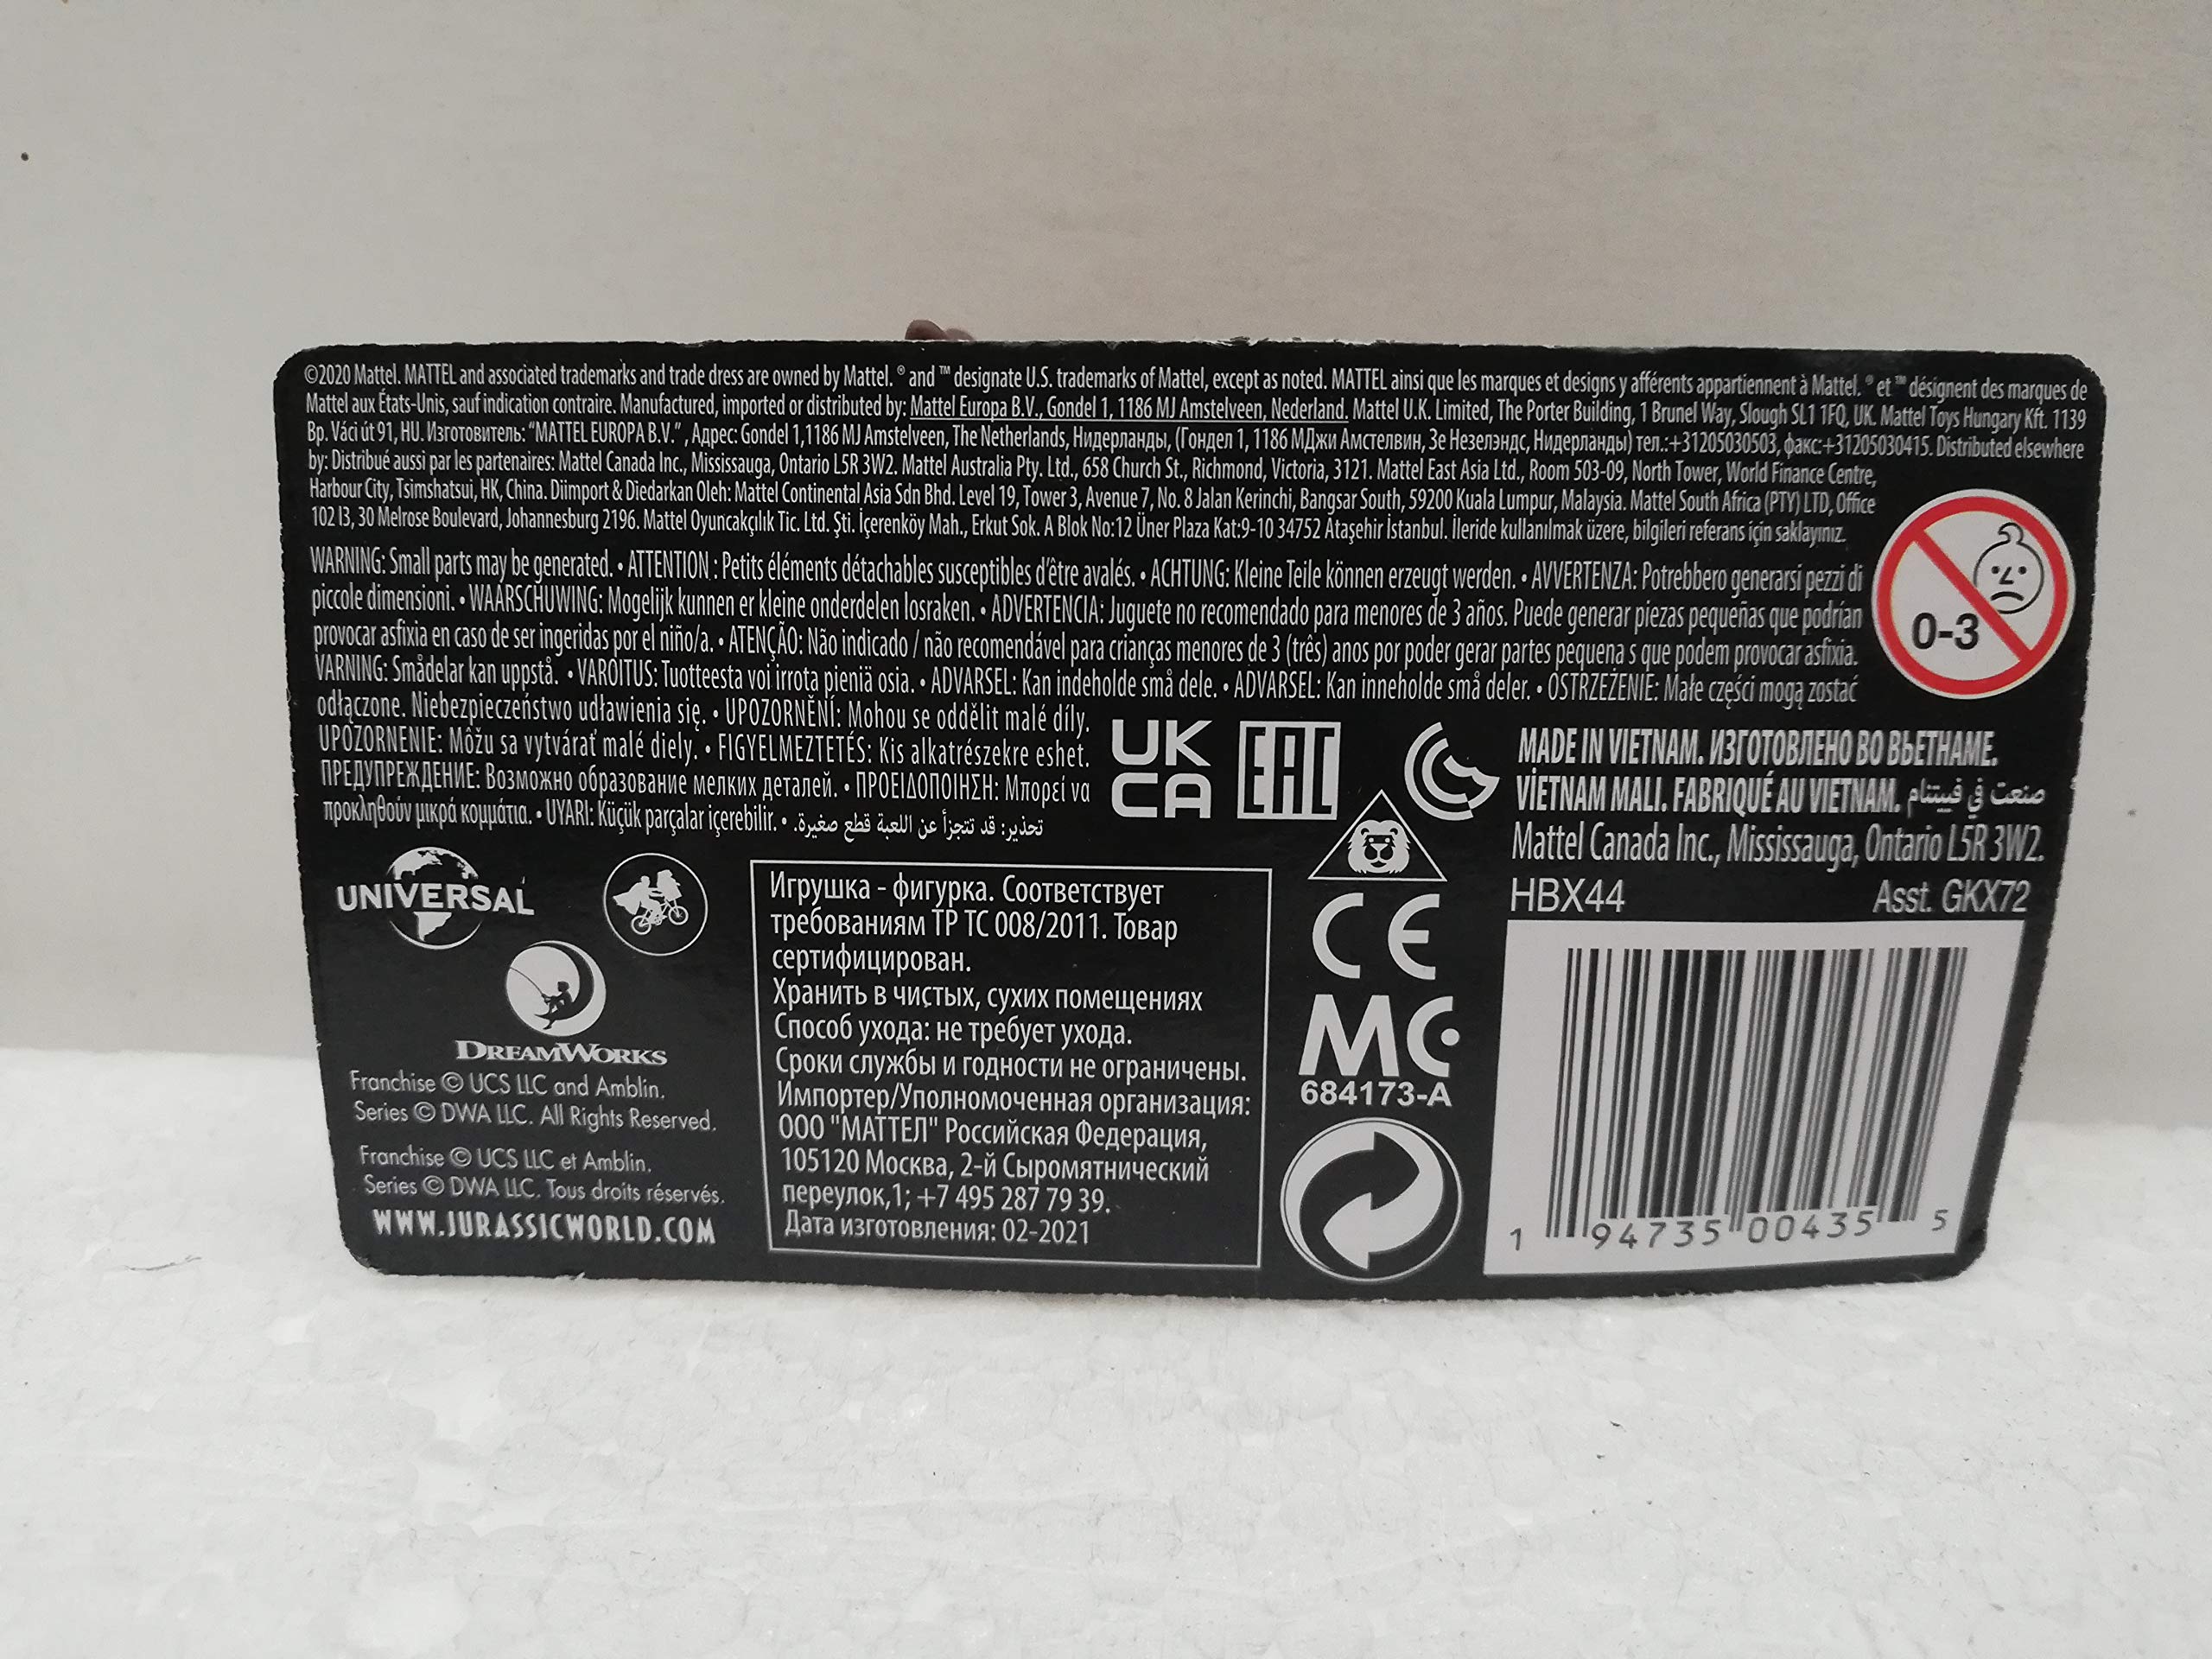 ©2020 Mattel. MATTEL and associated trademarks and trade dress are owned by Mattel. ® and ™ designate U.S. trademarks of Mattel, except as noted. MATTEL ainsi que les marques et designs y afférents appartiennent à Mattel. ® et ™ désignent des marques de
Mattel aux États-Unis, sauf indication contraire. Manufactured, imported or distributed by: Mattel Europa B.V., Gondel 1, 1186 MJ Amstelveen, Nederland. Mattel U.K. Limited, The Porter Building, 1 Brunel Way, Slough SL1 1FQ, UK. Mattel Toys Hungary Kft. 1139
Bp. Váci út 91, HU. Изготовитель: "MATTEL EUROPA B.V." , Адрес: Gondel 1,1186 MJ Amstelveen, The Netherlands, Нидерланды, (Гондел 1, 1186 МДжи Амстелвин, Зе Незелэндс, Нидерланды) тел.:+31205030503, факс:+31205030415. Distributed elsewhere
by: Distribué aussi par les partenaires: Mattel Canada Inc., Mississauga, Ontario L5R 3W2. Mattel Australia Pty. Ltd., 658 Church St., Richmond, Victoria, 3121. Mattel East Asia Ltd., Room 503-09, North Tower, World Finance Centre,
Harbour City, Tsimshatsui, HK, China. Diimport & Diedarkan Oleh: Mattel Continental Asia Sdn Bhd. Level 19, Tower 3, Avenue 7, No. 8 Jalan Kerinchi, Bangsar South, 59200 Kuala Lumpur, Malaysia. Mattel South Africa (PTY) LTD, Office
102 I3, 30 Melrose Boulevard, Johannesburg 2196. Mattel Oyuncakçılık Tic. Ltd. Şti. İçerenköy Mah., Erkut Sok. A Blok No:12 Üner Plaza Kat:9-10 34752 Ataşehir İstanbul. İleride kullanılmak üzere, bilgileri referans için saklayınız.
WARNING: Small parts may be generated. • ATTENTION : Petits éléments détachables susceptibles d'être avalés. • ACHTUNG: Kleine Teile können erzeugt werden. • AVVERTENZA: Potrebbero generarsi pezzi di
piccole dimensioni. • WAARSCHUWING: Mogelijk kunnen er kleine onderdelen losraken. • ADVERTENCIA: Juguete no recomendado para menores de 3 años. Puede generar piezas pequeñas que podrían
provocar asfixia en caso de ser ingeridas por el niño/a. • ATENÇÃO: Não indicado / não recomendável para crianças menores de 3 (três) anos por poder gerar partes pequena s que podem provocar asfixia.
VARNING: Smådelar kan uppstå. • VAROITUS: Tuotteesta voi irrota pieniä osia. • ADVARSEL: Kan indeholde små dele. • ADVARSEL: Kan inneholde små deler. • OSTRZEŻENIE: Małe części mogą zostać
odłączone. Niebezpieczeństwo udławienia się. • UPOZORNĚNÍ: Mohou se oddělit malé díly.
UPOZORNENIE: Môžu sa vytvárať malé diely. • FIGYELMEZTETÉS: Kis alkatrészekre eshet.
ПРЕДУПРЕЖДЕНИЕ: Возможно образование мелких деталей. • ΠΡΟΕΙΔΟΠΟΙΗΣΗ: Μπορεί να
προκληθούν μικρά κομμάτια. • UYARI: Küçük parçalar içerebilir. • تحذير: قد تتجزأ عن اللعبة قطع صغيرة.
0-3
UK
CA
EAC
MADE IN VIETNAM. ИЗГОТОВЛЕНО ВО ВЬЕТНАМЕ.
VİETNAM MALI. FABRIQUÉ AU VIETNAM. صنعت في فييتنام
Mattel Canada Inc., Mississauga, Ontario L5R 3W2.
HBX44 Asst. GKX72
1 94735 00435 5
CE
MC
684173-A
UNIVERSAL
DREAMWORKS
Franchise © UCS LLC and Amblin.
Series © DWA LLC. All Rights Reserved.
Franchise © UCS LLC et Amblin.
Series © DWA LLC. Tous droits réservés.
WWW.JURASSICWORLD.COM
Игрушка - фигурка. Соответствует
требованиям ТР ТС 008/2011. Товар
сертифицирован.
Хранить в чистых, сухих помещениях
Способ ухода: не требует ухода.
Сроки службы и годности не ограничены.
Импортер/Уполномоченная организация:
ООО "МАТТЕЛ" Российская Федерация,
105120 Москва, 2-й Сыромятнический
переулок,1; +7 495 287 79 39.
Дата изготовления: 02-2021